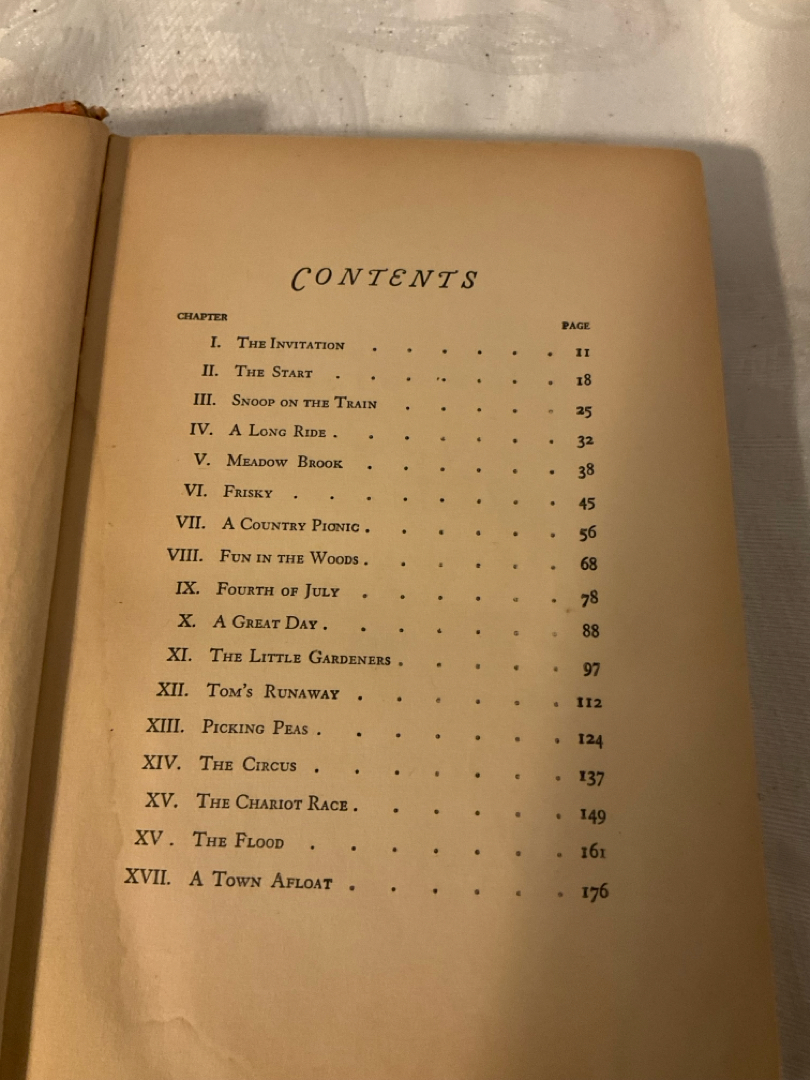 CONTENTS
CHAPTER PAGE
I. THE INVITATION . . . . . . 11
II. THE START . . . . . . . 18
III. SNOOP ON THE TRAIN . . . . . 25
IV. A LONG RIDE . . . . . . . 32
V. MEADOW BROOK . . . . . . 38
VI. FRISKY . . . . . . . . 45
VII. A COUNTRY PICNIC . . . . . . 56
VIII. FUN IN THE WOODS . . . . . . 68
IX. FOURTH OF JULY . . . . . . 78
X. A GREAT DAY . . . . . . . 88
XI. THE LITTLE GARDENERS . . . . . 97
XII. TOM'S RUNAWAY . . . . . . 112
XIII. PICKING PEAS . . . . . . . 124
XIV. THE CIRCUS . . . . . . . 137
XV. THE CHARIOT RACE . . . . . . 149
XV . THE FLOOD . . . . . . . 161
XVII. A TOWN AFLOAT . . . . . . 176